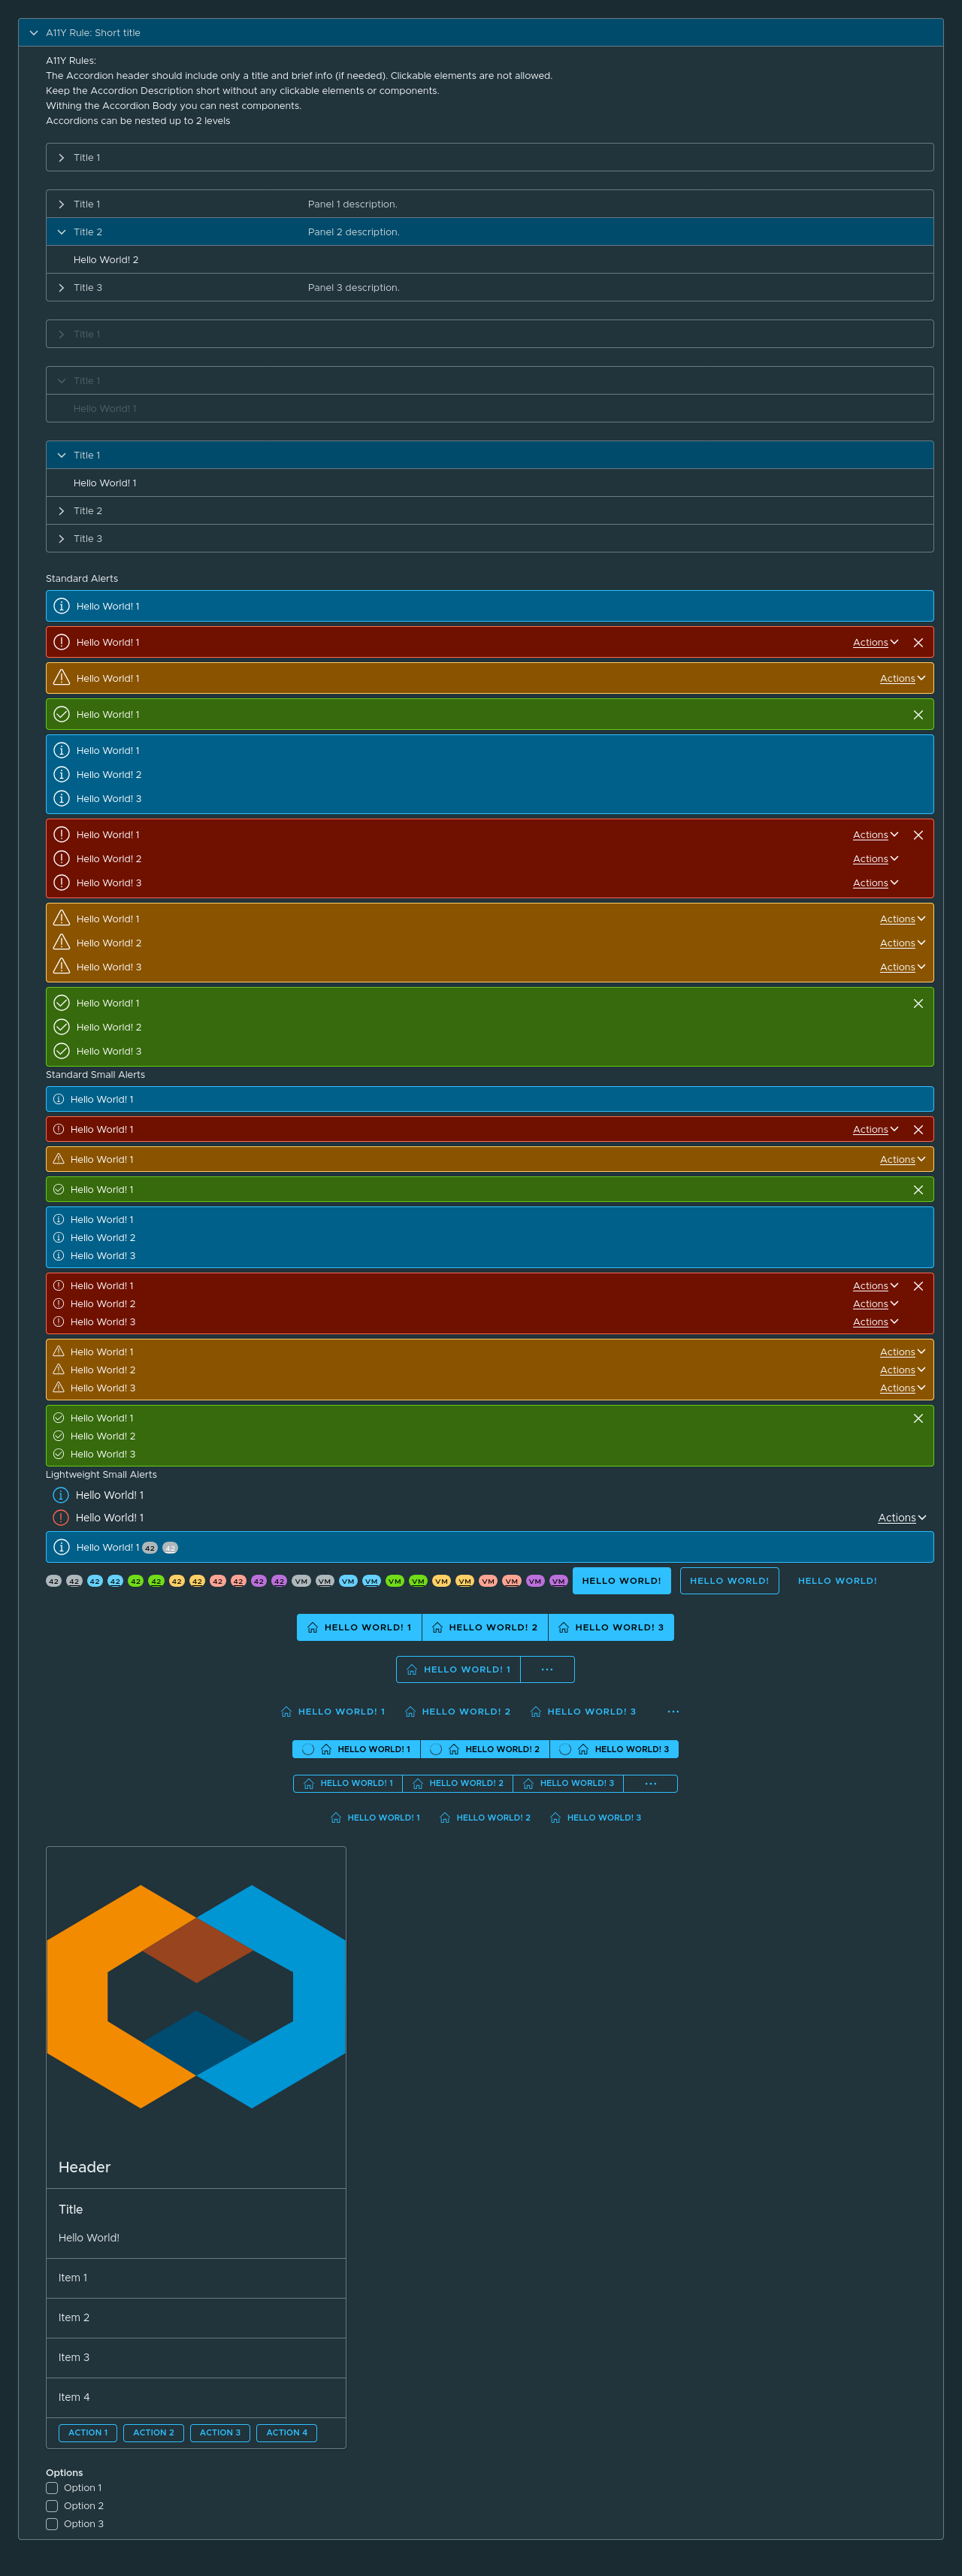 A11Y Rule: Short title
A11Y Rules:
The Accordion header should include only a title and brief info (if needed). Clickable elements are not allowed.
Keep the Accordion Description short without any clickable elements or components.
Withing the Accordion Body you can nest components.
Accordions can be nested up to 2 levels
Title 1
Title 1 Panel 1 description.
Title 2 Panel 2 description.
Hello World! 2
Title 3 Panel 3 description.
Title 1
Title 1
Hello World! 1
Title 1
Hello World! 1
Title 2
Title 3
Standard Alerts
Hello World! 1
Hello World! 1 Actions
Hello World! 1 Actions
Hello World! 1
Hello World! 1
Hello World! 2
Hello World! 3
Hello World! 1 Actions
Hello World! 2 Actions
Hello World! 3 Actions
Hello World! 1 Actions
Hello World! 2 Actions
Hello World! 3 Actions
Hello World! 1
Hello World! 2
Hello World! 3
Standard Small Alerts
Hello World! 1
Hello World! 1 Actions
Hello World! 1 Actions
Hello World! 1
Hello World! 1
Hello World! 2
Hello World! 3
Hello World! 1 Actions
Hello World! 2 Actions
Hello World! 3 Actions
Hello World! 1 Actions
Hello World! 2 Actions
Hello World! 3 Actions
Hello World! 1
Hello World! 2
Hello World! 3
Lightweight Small Alerts
Hello World! 1
Hello World! 1 Actions
Hello World! 1 42 42
42 42 42 42 42 42 42 42 42 42 42 42 VM VM VM VM VM VM VM VM VM VM VM VM HELLO WORLD! HELLO WORLD! HELLO WORLD!
HELLO WORLD! 1 HELLO WORLD! 2 HELLO WORLD! 3
HELLO WORLD! 1 ...
HELLO WORLD! 1 HELLO WORLD! 2 HELLO WORLD! 3 ...
HELLO WORLD! 1 HELLO WORLD! 2 HELLO WORLD! 3
HELLO WORLD! 1 HELLO WORLD! 2 HELLO WORLD! 3 ...
HELLO WORLD! 1 HELLO WORLD! 2 HELLO WORLD! 3
Header
Title
Hello World!
Item 1
Item 2
Item 3
Item 4
ACTION 1 ACTION 2 ACTION 3 ACTION 4
Options
Option 1
Option 2
Option 3